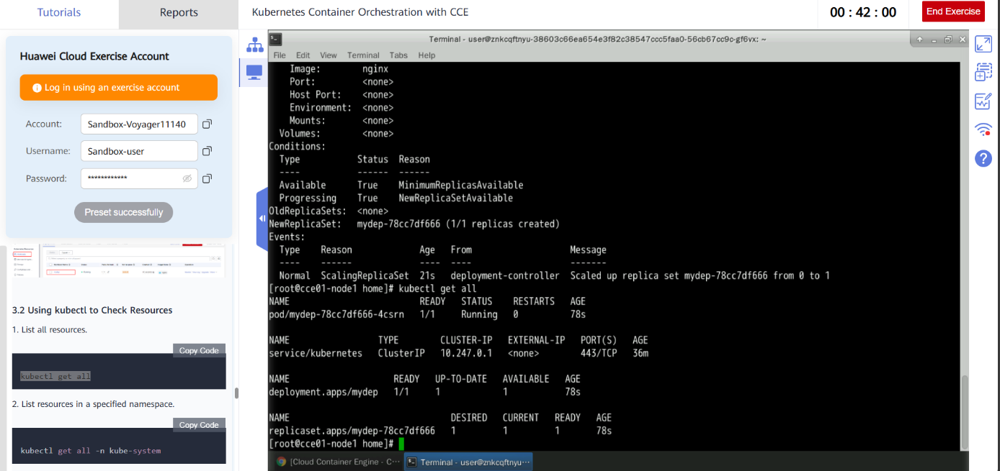 Tutorials
Reports
Kubernetes Container Orchestration with CCE
00 : 42 : 00
End Exercise
Huawei Cloud Exercise Account
Log in using an exercise account
Account: Sandbox-Voyager11140
Username: Sandbox-user
Password: ************
Preset successfully
3.2 Using kubectl to Check Resources
1. List all resources.
Copy Code
kubectl get all
2. List resources in a specified namespace.
Copy Code
kubectl get all -n kube-system
Terminal - user@znkcqftnyu-38603c66ea654e3f82c38547ccc5faa0-56cb67cc9c-gf6vx: ~
File Edit View Terminal Tabs Help
Image: nginx
Port: <none>
Host Port: <none>
Environment: <none>
Mounts: <none>
Volumes: <none>
Conditions:
Type Status Reason
---- ------ ------
Available True MinimumReplicasAvailable
Progressing True NewReplicaSetAvailable
OldReplicaSets: <none>
NewReplicaSet: mydep-78cc7df666 (1/1 replicas created)
Events:
Type Reason Age From Message
---- ------ ---- ---- -------
Normal ScalingReplicaSet 21s deployment-controller Scaled up replica set mydep-78cc7df666 from 0 to 1
[root@cce01-node1 home]# kubectl get all
NAME READY STATUS RESTARTS AGE
pod/mydep-78cc7df666-4csrn 1/1 Running 0 78s
NAME TYPE CLUSTER-IP EXTERNAL-IP PORT(S) AGE
service/kubernetes ClusterIP 10.247.0.1 <none> 443/TCP 36m
NAME READY UP-TO-DATE AVAILABLE AGE
deployment.apps/mydep 1/1 1 1 78s
NAME DESIRED CURRENT READY AGE
replicaset.apps/mydep-78cc7df666 1 1 1 78s
[root@cce01-node1 home]#
[Cloud Container Engine - C···
Terminal - user@znkcqftnyu-···